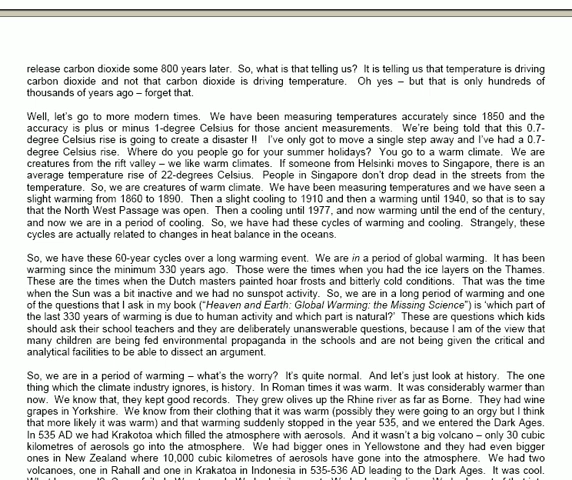 release carbon dioxide some 800 years later.  So, what is that telling us?  It is telling us that temperature is driving
carbon dioxide and not that carbon dioxide is driving temperature.  Oh yes – but that is only hundreds of
thousands of years ago – forget that.
Well, let's go to more modern times.  We have been measuring temperatures accurately since 1850 and the
accuracy is plus or minus 1-degree Celsius for those ancient measurements.  We're being told that this 0.7-
degree Celsius rise is going to create a disaster !!  I've only got to move a single step away and I've had a 0.7-
degree Celsius rise.  Where do you people go for your summer holidays?  You go to a warm climate.  We are
creatures from the rift valley – we like warm climates.  If someone from Helsinki moves to Singapore, there is an
average temperature rise of 22-degrees Celsius.  People in Singapore don't drop dead in the streets from the
temperature.  So, we are creatures of warm climate.  We have been measuring temperatures and we have seen a
slight warming from 1860 to 1890.  Then a slight cooling to 1910 and then a warming until 1940, so that is to say
that the North West Passage was open.  Then a cooling until 1977, and now warming until the end of the century,
and now we are in a period of cooling.  So, we have had these cycles of warming and cooling.  Strangely, these
cycles are actually related to changes in heat balance in the oceans.
So, we have these 60-year cycles over a long warming event.  We are in a period of global warming.  It has been
warming since the minimum 330 years ago.  Those were the times when you had the ice layers on the Thames.
These are the times when the Dutch masters painted hoar frosts and bitterly cold conditions.  That was the time
when the Sun was a bit inactive and we had no sunspot activity.  So, we are in a long period of warming and one
of the questions that I ask in my book ("Heaven and Earth: Global Warming: the Missing Science") is 'which part of
the last 330 years of warming is due to human activity and which part is natural?'  These are questions which kids
should ask their school teachers and they are deliberately unanswerable questions, because I am of the view that
many children are being fed environmental propaganda in the schools and are not being given the critical and
analytical facilities to be able to dissect an argument.
So, we are in a period of warming – what's the worry?  It's quite normal.  And let's just look at history.  The one
thing which the climate industry ignores, is history.  In Roman times it was warm.  It was considerably warmer than
now.  We know that, they kept good records.  They grew olives up the Rhine river as far as Borne.  They had wine
grapes in Yorkshire.  We know from their clothing that it was warm (possibly they were going to an orgy but I think
that more likely it was warm) and that warming suddenly stopped in the year 535, and we entered the Dark Ages.
In 535 AD we had Krakotoa which filled the atmosphere with aerosols.  And it wasn't a big volcano – only 30 cubic
kilometres of aerosols go into the atmosphere.  We had bigger ones in Yellowstone and they had even bigger
ones in New Zealand where 10,000 cubic kilometres of aerosols have gone into the atmosphere.  We had two
volcanoes, one in Rahall and one in Krakatoa in Indonesia in 535-536 AD leading to the Dark Ages.  It was cool.